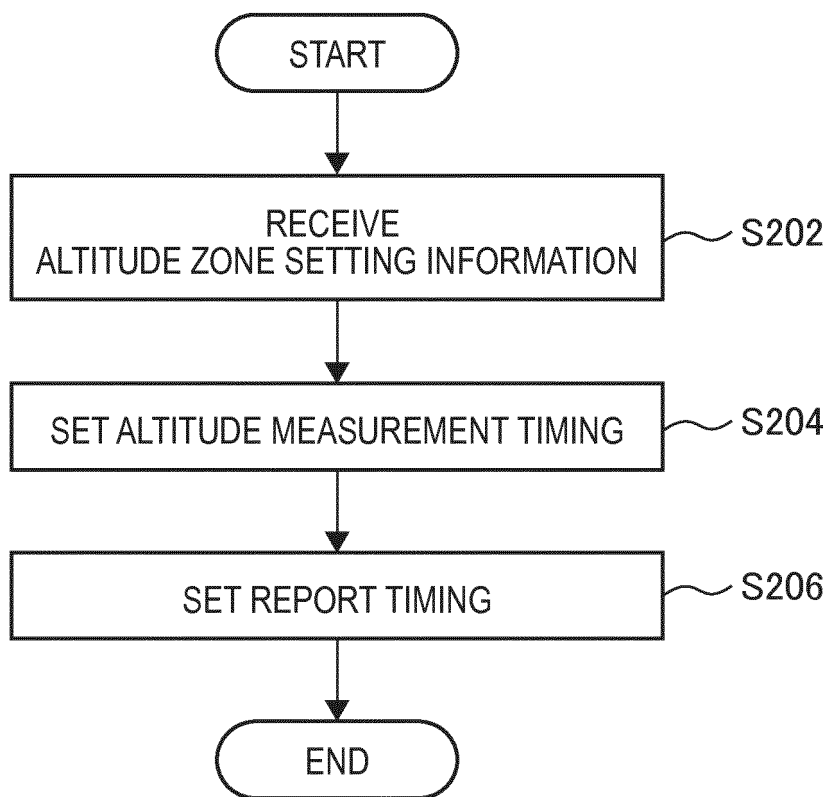 START
RECEIVE
ALTITUDE ZONE SETTING INFORMATION
S202
SET ALTITUDE MEASUREMENT TIMING
S204
SET REPORT TIMING
S206
END